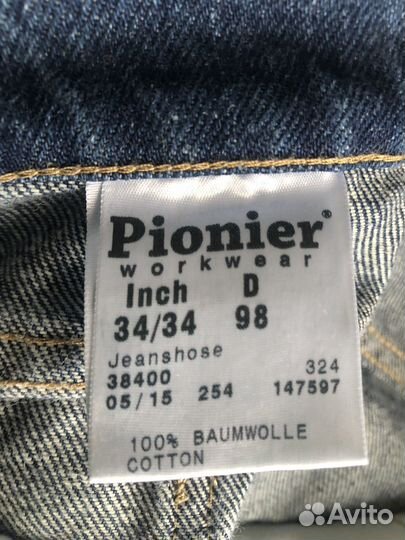 Pionier®
workwear
Inch D
34/34 98
Jeanshose
38400 324
05/15 254 147597
100% BAUMWOLLE
COTTON
Avito